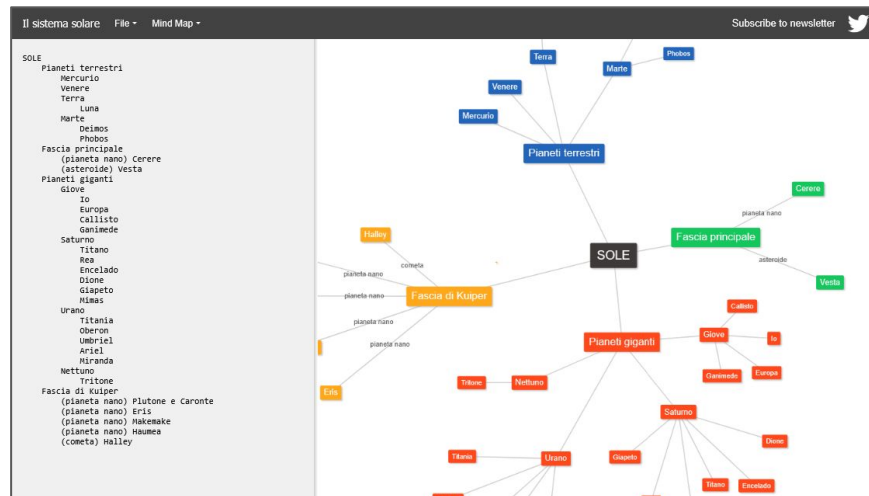 Il sistema solare File Mind Map Subscribe to newsletter
SOLE
Pianeti terrestri
Mercurio
Venere
Terra
Luna
Marte
Deimos
Phobos
Fascia principale
(pianeta nano) Cerere
(asteroide) Vesta
Pianeti giganti
Giove
Io
Europa
Callisto
Ganimede
Saturno
Titano
Rea
Encelado
Dione
Giapeto
Mimas
Urano
Titania
Oberon
Umbriel
Ariel
Miranda
Nettuno
Tritone
Fascia di Kuiper
(pianeta nano) Plutone e Caronte
(pianeta nano) Eris
(pianeta nano) Makemake
(pianeta nano) Haumea
(cometa) Halley
Terra
Phobos
Marte
Venere
Mercurio
Pianeti terrestri
Cerere
pianeta nano
Fascia principale
asteroide
Vesta
SOLE
Halley
cometa
pianeta nano
pianeta nano
Fascia di Kuiper
pianeta nano
pianeta nano
Eris
Pianeti giganti
Callisto
Giove
Io
Ganimede
Europa
Tritone
Nettuno
Saturno
Dione
Giapeto
Titano
Encelado
Titania
Urano